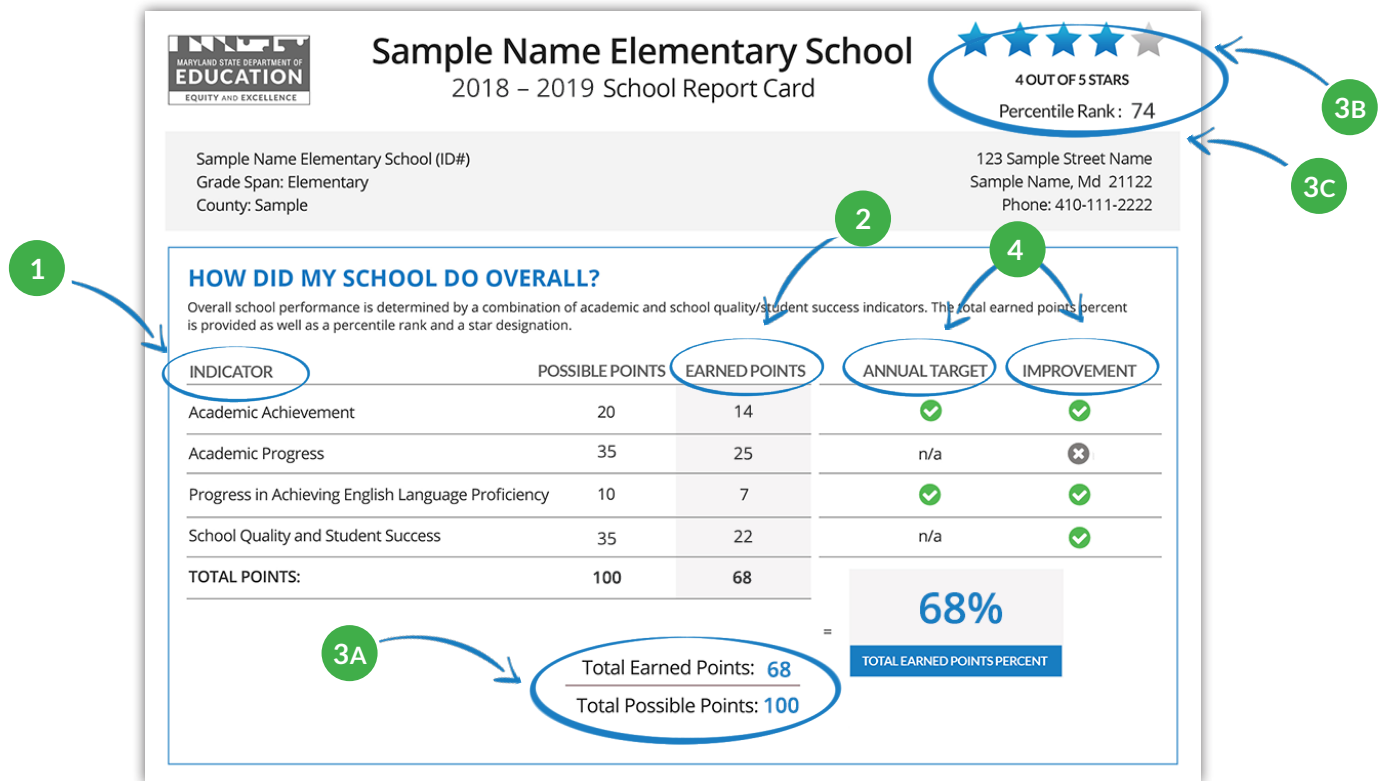 MARYLAND STATE DEPARTMENT OF
EDUCATION
EQUITY AND EXCELLENCE
Sample Name Elementary School
2018 – 2019 School Report Card
4 OUT OF 5 STARS
Percentile Rank : 74
3B
3C
Sample Name Elementary School (ID#)
Grade Span: Elementary
County: Sample
123 Sample Street Name
Sample Name, Md 21122
Phone: 410-111-2222
2
4
1
HOW DID MY SCHOOL DO OVERALL?
Overall school performance is determined by a combination of academic and school quality/student success indicators. The total earned points percent
is provided as well as a percentile rank and a star designation.
INDICATOR POSSIBLE POINTS EARNED POINTS ANNUAL TARGET IMPROVEMENT
Academic Achievement 20 14
Academic Progress 35 25 n/a
Progress in Achieving English Language Proficiency 10 7
School Quality and Student Success 35 22 n/a
TOTAL POINTS: 100 68
68%
=
TOTAL EARNED POINTS PERCENT
3A
Total Earned Points: 68
Total Possible Points: 100